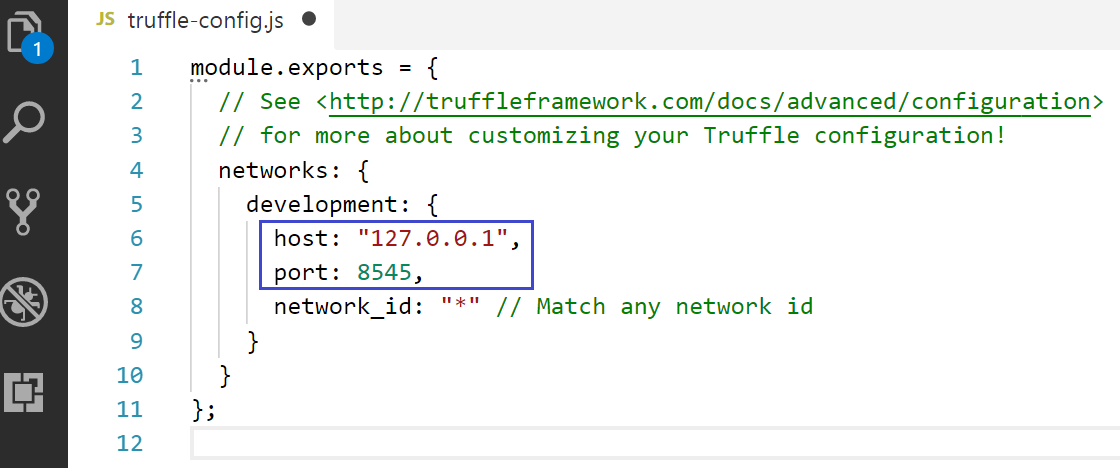 JS truffle-config.js
1
1 module.exports = {
2 // See <http://truffleframework.com/docs/advanced/configuration>
3 // for more about customizing your Truffle configuration!
4 networks: {
5 development: {
6 host: "127.0.0.1",
7 port: 8545,
8 network_id: "*" // Match any network id
9 }
10 }
11 };
12